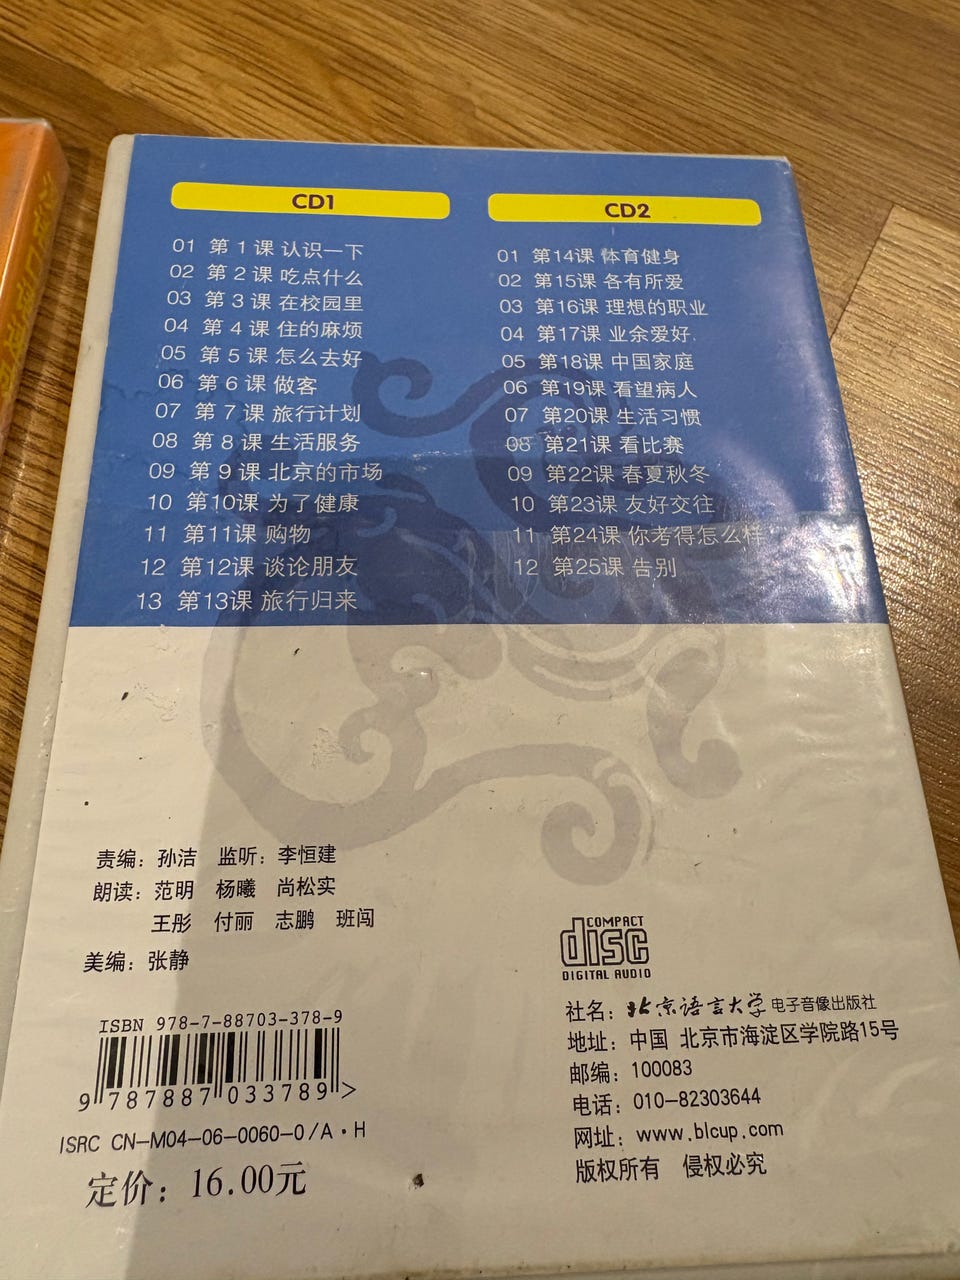 CD1
01 第 1 课 认识一下
02 第 2 课 吃点什么
03 第 3 课 在校园里
04 第 4 课 住的麻烦
05 第 5 课 怎么去好
06 第 6 课 做客
07 第 7 课 旅行计划
08 第 8 课 生活服务
09 第 9 课 北京的市场
10 第10课 为了健康
11 第11课 购物
12 第12课 谈论朋友
13 第13课 旅行归来
CD2
01 第14课 体育健身
02 第15课 各有所爱
03 第16课 理想的职业
04 第17课 业余爱好
05 第18课 中国家庭
06 第19课 看望病人
07 第20课 生活习惯
08 第21课 看比赛
09 第22课 春夏秋冬
10 第23课 友好交往
11 第24课 你考得怎么样
12 第25课 告别
责编：孙洁 监听：李恒建
朗读：范明 杨曦 尚松实
王彤 付丽 志鹏 班闯
美编：张静
ISBN 978-7-88703-378-9
9 787887 033789 >
ISRC CN-M04-06-0060-0/A·H
定价：16.00元
COMPACT
disc
DIGITAL AUDIO
社名：北京语言大学电子音像出版社
地址：中国 北京市海淀区学院路15号
邮编：100083
电话：010-82303644
网址：www.blcup.com
版权所有 侵权必究